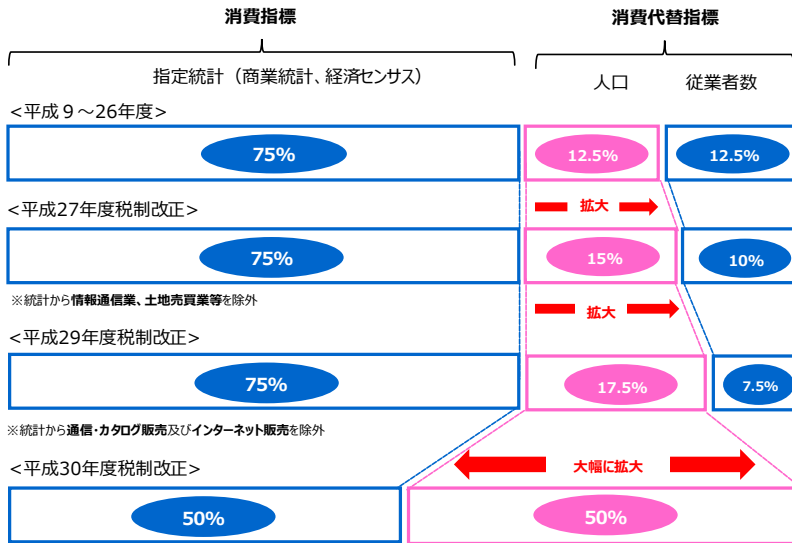 消費指標 消費代替指標
指定統計（商業統計、経済センサス） 人口 従業者数
<平成９～26年度>
75% 12.5% 12.5%
<平成27年度税制改正> 拡大
75% 15% 10%
※統計から情報通信業、土地売買業等を除外
拡大
<平成29年度税制改正>
75% 17.5% 7.5%
※統計から通信・カタログ販売及びインターネット販売を除外
<平成30年度税制改正> 大幅に拡大
50% 50%